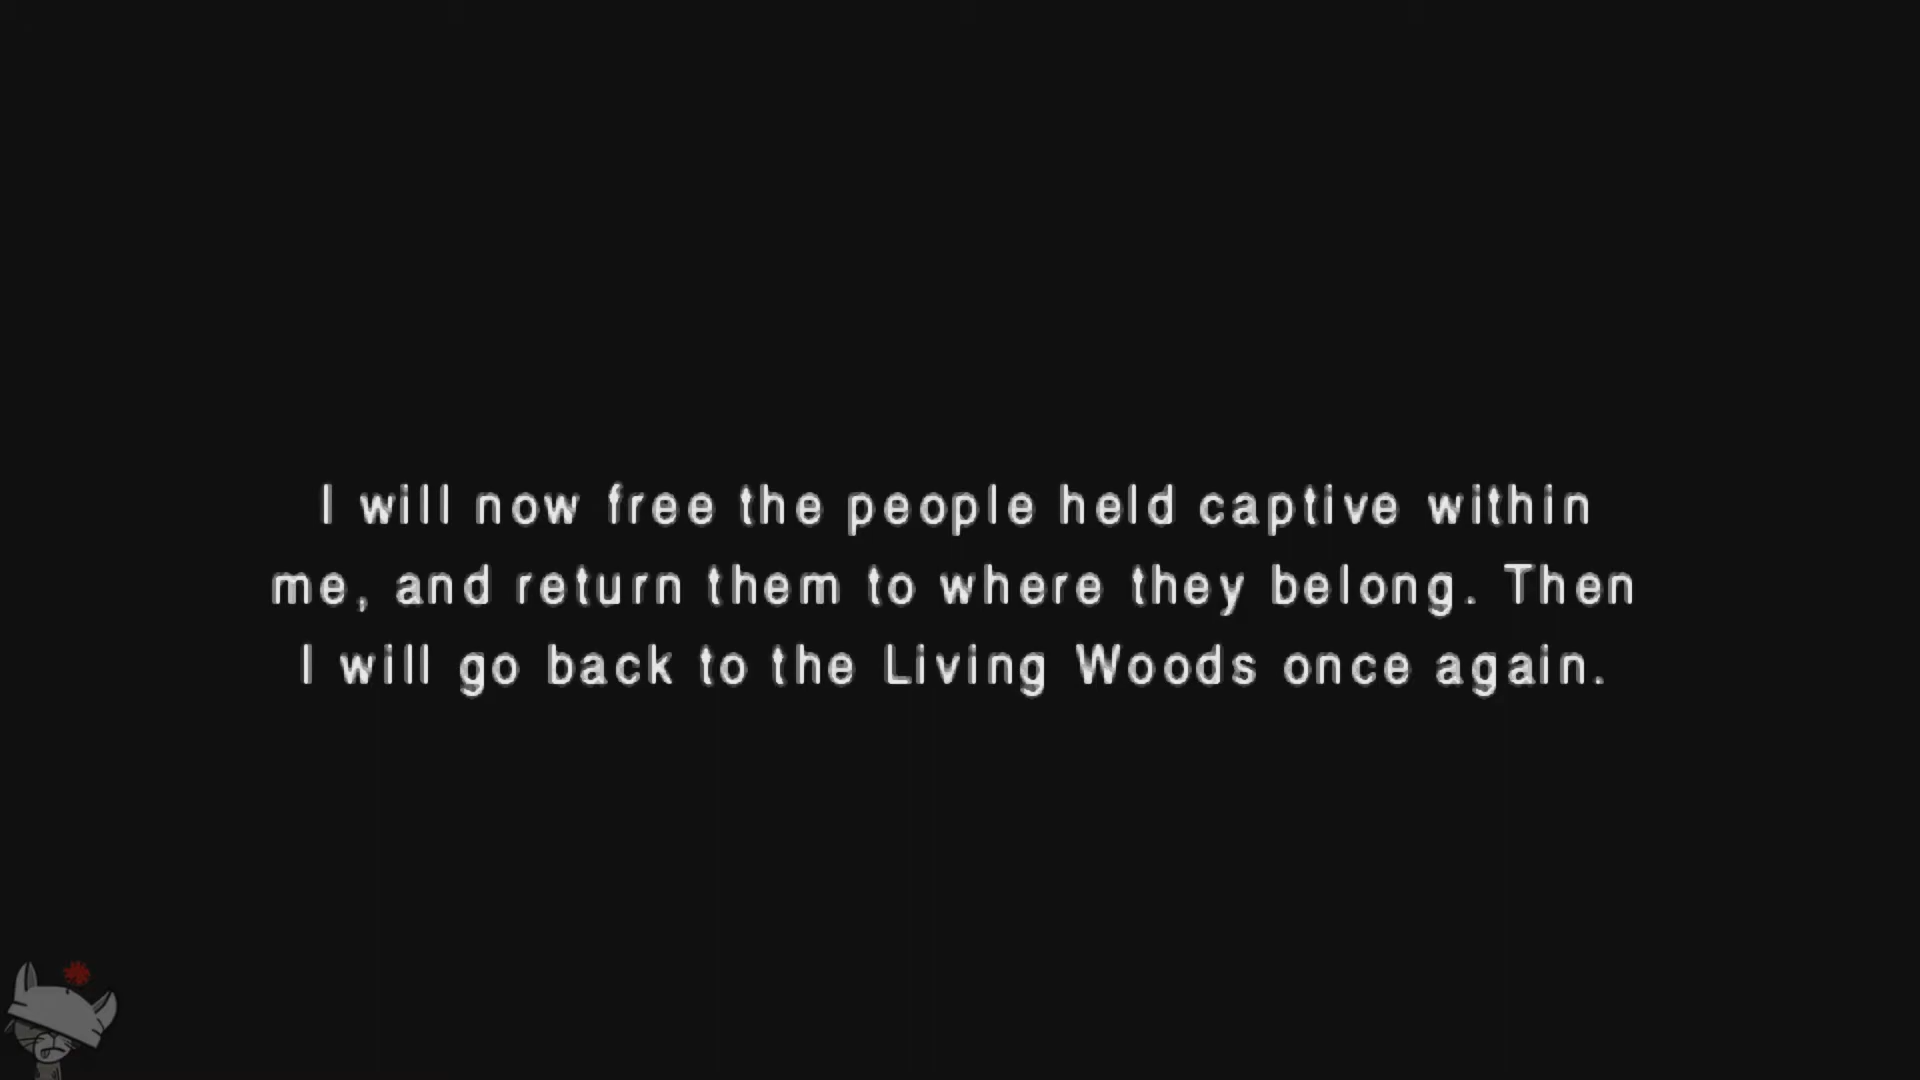 I will now free the people held captive within
me, and return them to where they belong. Then
I will go back to the Living Woods once again.